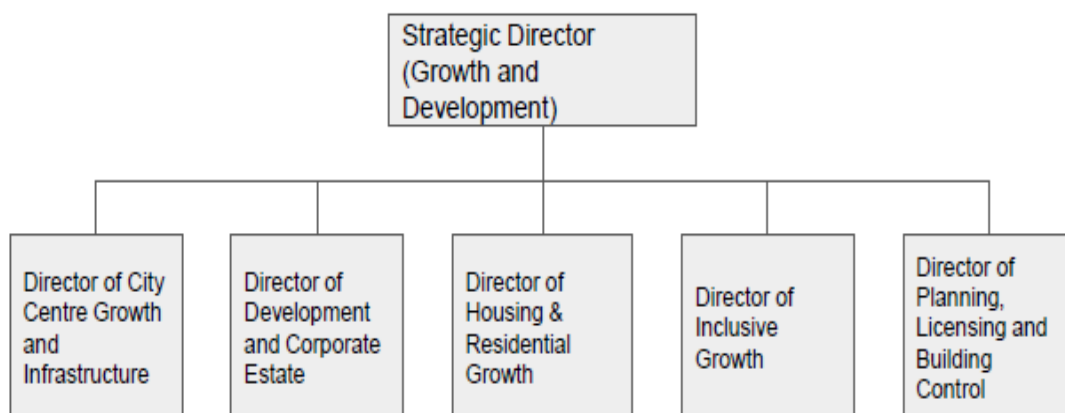 Strategic Director
(Growth and
Development)
Director of City
Centre Growth
and
Infrastructure
Director of
Development
and Corporate
Estate
Director of
Housing &
Residential
Growth
Director of
Inclusive
Growth
Director of
Planning,
Licensing and
Building
Control